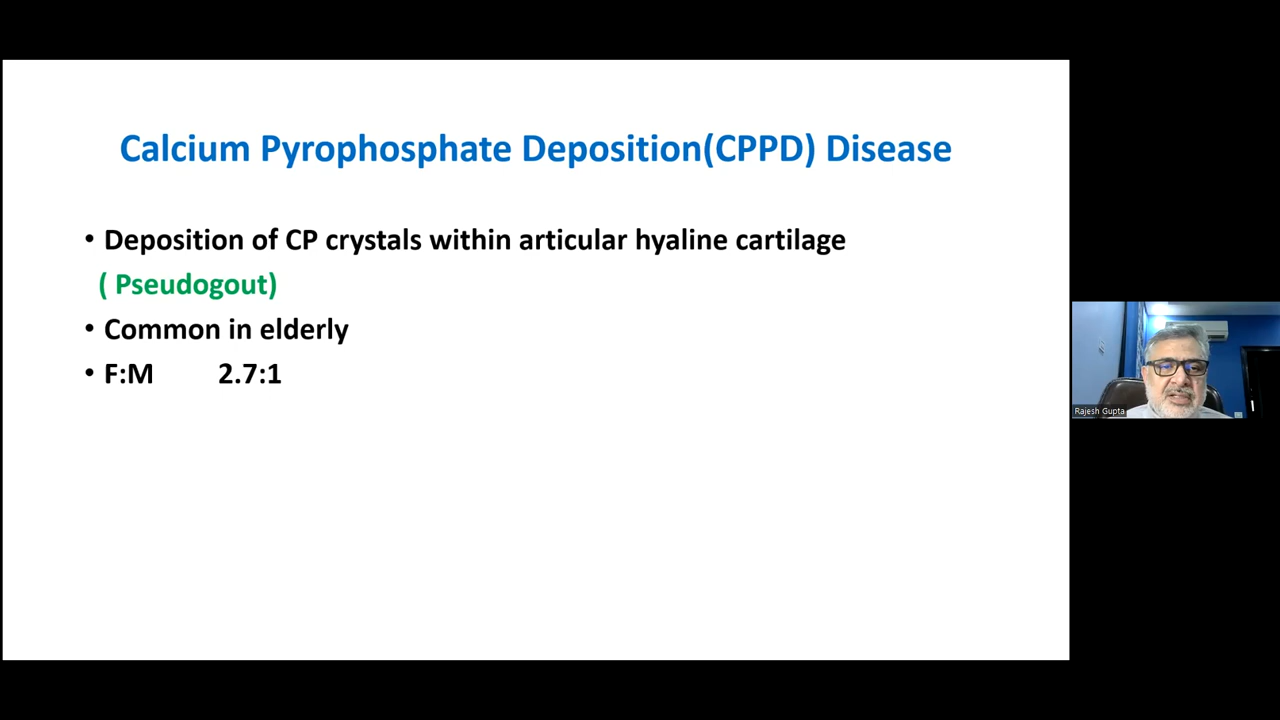 Calcium Pyrophosphate Deposition(CPPD) Disease
• Deposition of CP crystals within articular hyaline cartilage
( Pseudogout)
• Common in elderly
• F:M 2.7:1
Rajesh Gupta